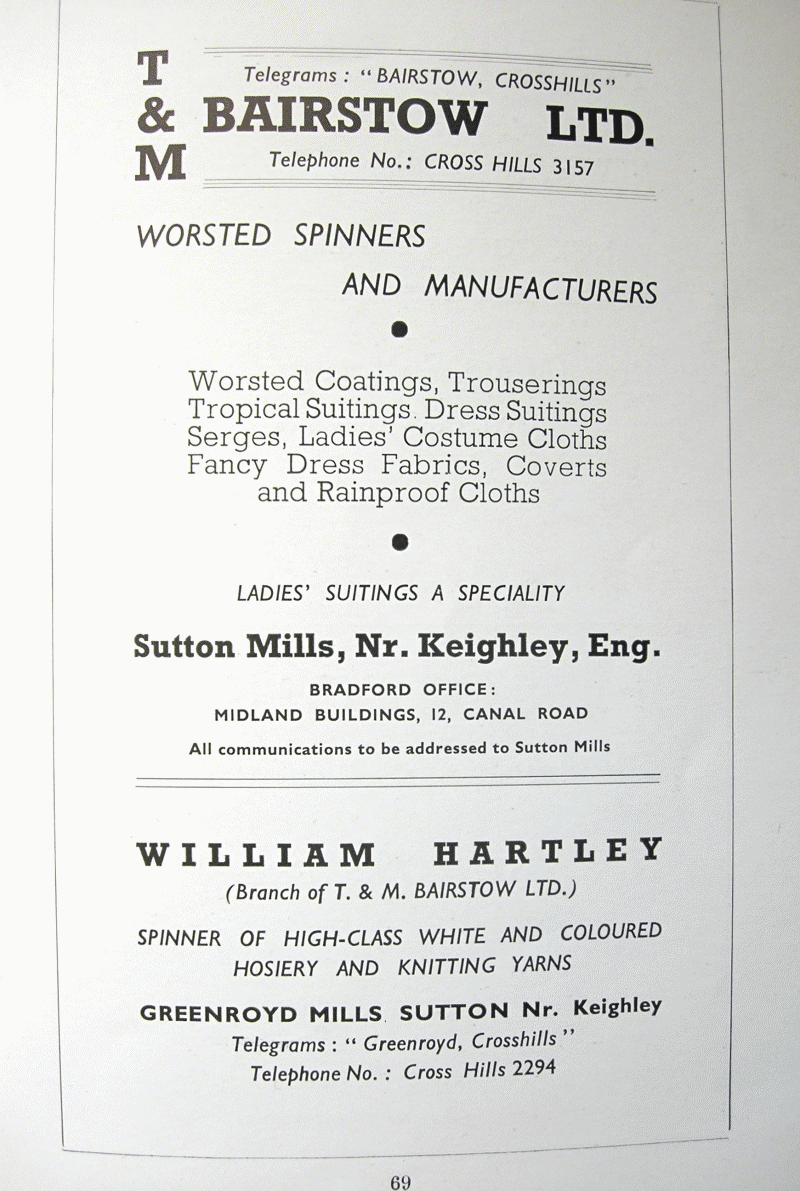 T & M
Telegrams : "BAIRSTOW, CROSSHILLS"
BAIRSTOW LTD.
Telephone No.: CROSS HILLS 3157
WORSTED SPINNERS
AND MANUFACTURERS
Worsted Coatings, Trouserings
Tropical Suitings. Dress Suitings
Serges, Ladies' Costume Cloths
Fancy Dress Fabrics, Coverts
and Rainproof Cloths
LADIES' SUITINGS A SPECIALITY
Sutton Mills, Nr. Keighley, Eng.
BRADFORD OFFICE:
MIDLAND BUILDINGS, 12, CANAL ROAD
All communications to be addressed to Sutton Mills
WILLIAM HARTLEY
(Branch of T. & M. BAIRSTOW LTD.)
SPINNER OF HIGH-CLASS WHITE AND COLOURED
HOSIERY AND KNITTING YARNS
GREENROYD MILLS. SUTTON Nr. Keighley
Telegrams : "Greenroyd, Crosshills"
Telephone No. : Cross Hills 2294
69